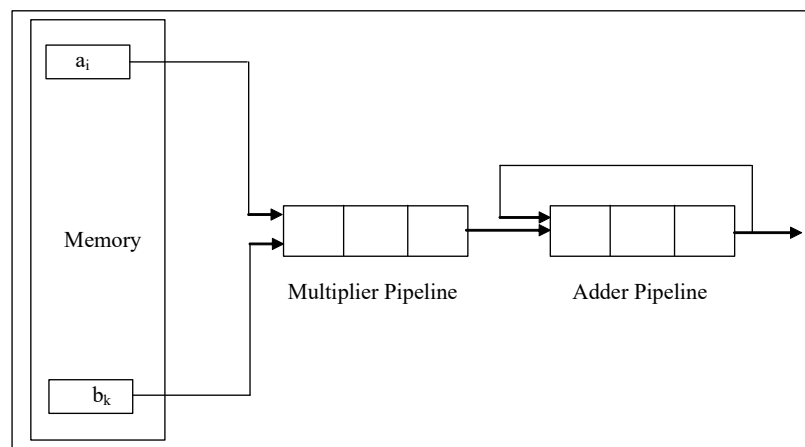 aᵢ
Memory
Multiplier Pipeline
Adder Pipeline
bₖ